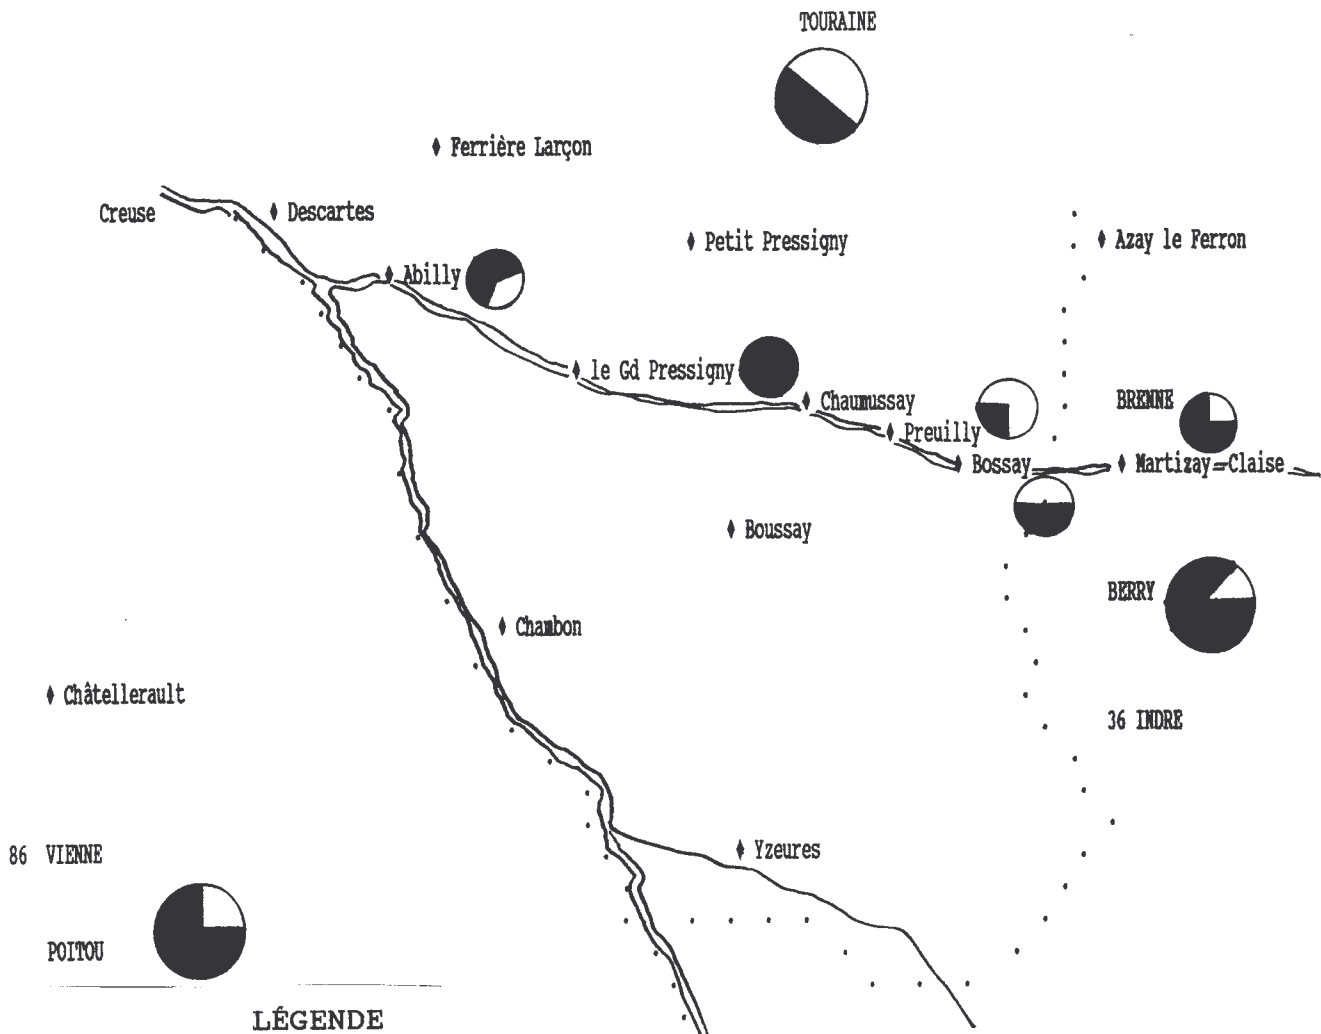 TOURAINE
Ferrière Larçon
Creuse
Descartes
Petit Pressigny
Azay le Ferron
Abilly
le Gd Pressigny
Chaumussay
BRENNE
Preuilly
Bossay
Martizay=Claise
Boussay
BERRY
Chambon
Châtellerault
36 INDRE
86 VIENNE
Yzeures
POITOU
LÉGENDE